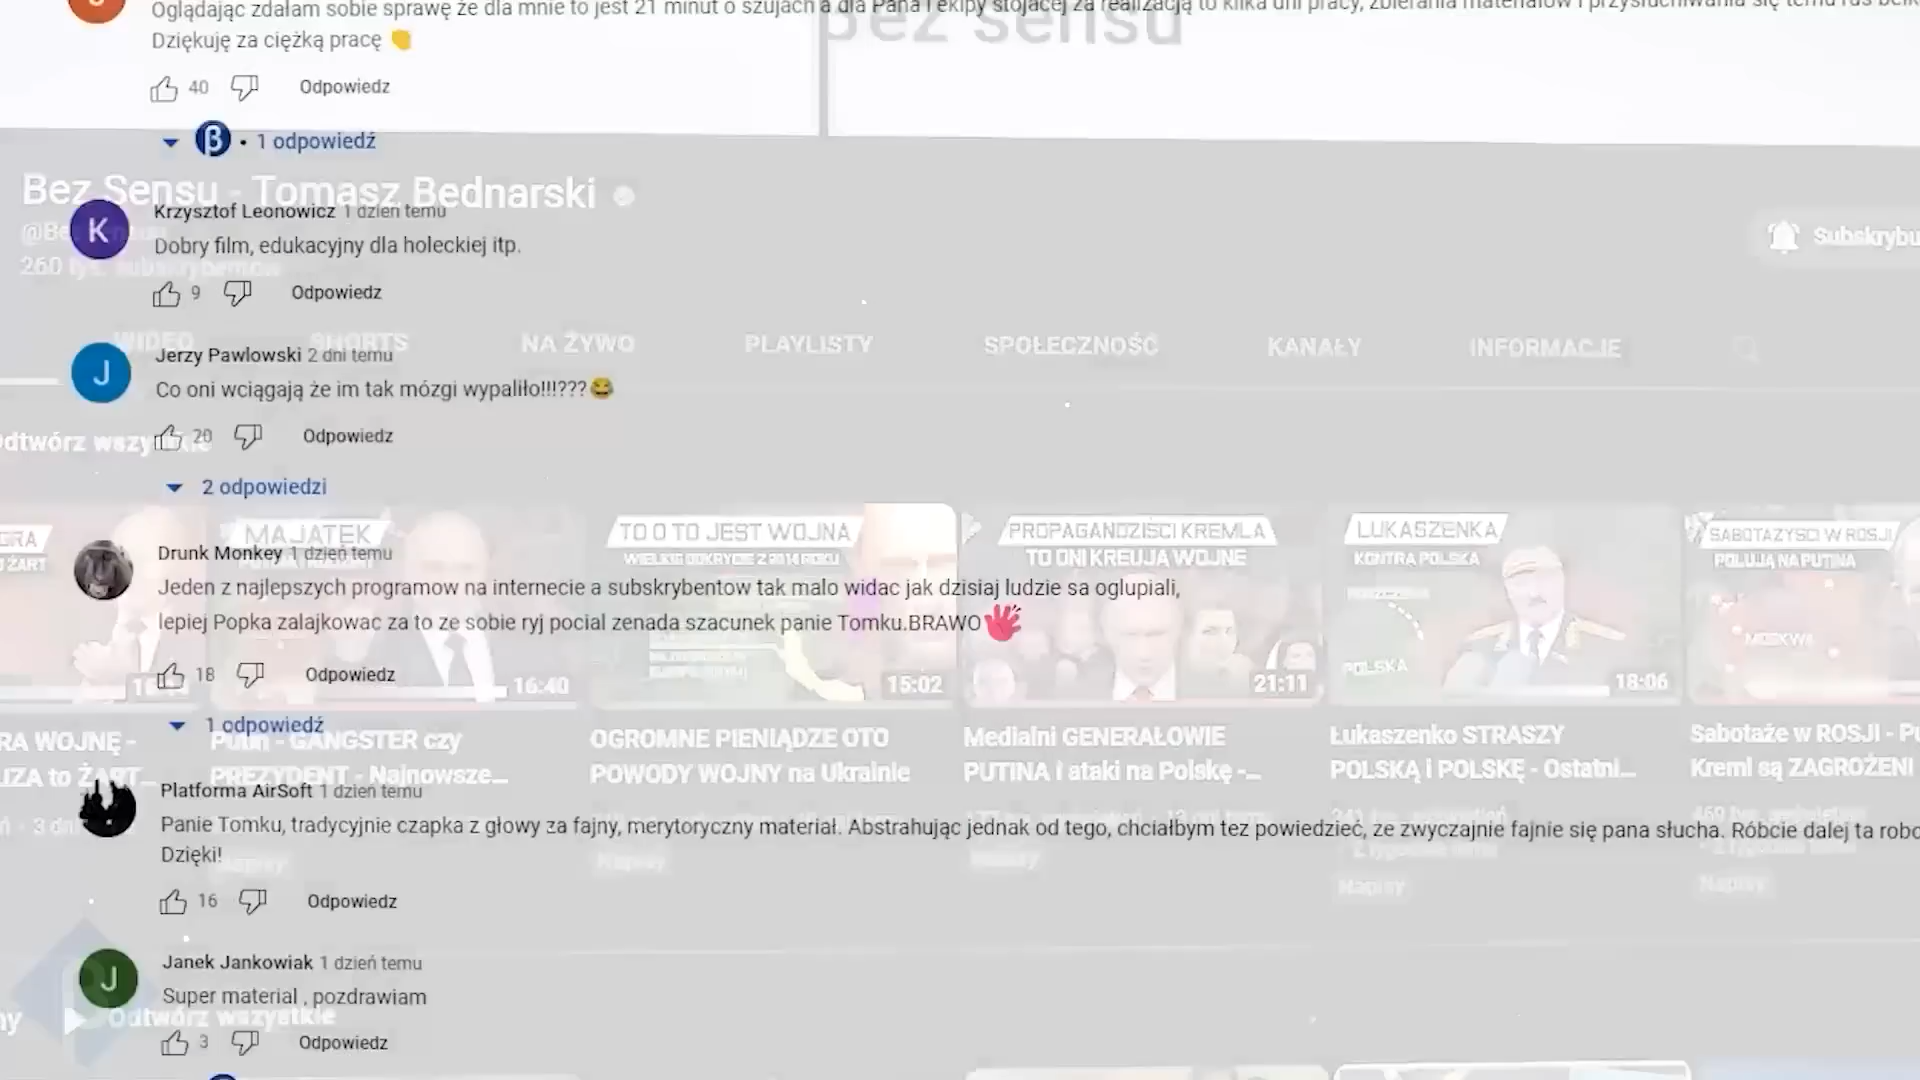 Oglądając zdałam sobie sprawę że dla mnie to jest 21 minut o szujach a dla Pana i ekipy stojącej za realizacją to kilka dni pracy, zbierania materiałów i przysłuchiwania się temu
Dziękuję za ciężką pracę
Bez sensu
40
Odpowiedz
β • 1 odpowiedź
Bez Sensu - Tomasz Bednarski
Krzysztof Leonowicz 1 dzień temu
Subskrybu
Dobry film, edukacyjny dla holeckiej itp.
260 tys. subskrybentów
9
Odpowiedz
WIDEO SHORTS NA ŻYWO PLAYLISTY SPOŁECZNOŚĆ KANAŁY INFORMACJE
Jerzy Pawlowski 2 dni temu
Co oni wciągają że im tak mózgi wypaliło!!!???
20
Odpowiedz
Odtwórz wszystkie
2 odpowiedzi
MAJĄTEK
TO O TO JEST WOJNA
WIELKIE ODKRYCIE Z 2014 ROKU
PROPAGANDZIŚCI KREMLA
TO ONI KREUJĄ WOJNĘ
LUKASZENKA
KONTRA POLSKA
SABOTAŻYŚCI W ROSJI
POLUJĄ NA PUTINA
Drunk Monkey 1 dzień temu
Jeden z najlepszych programow na internecie a subskrybentow tak malo widac jak dzisiaj ludzie sa oglupiali,
lepiej Popka zalajkowac za to ze sobie ryj pocial zenada szacunek panie Tomku.BRAWO
MOSKWA
POLSKA
18
Odpowiedz
16:40
15:02
21:11
18:06
1 odpowiedź
RA WOJNĘ -
IZA to ŻART...
Putin - GANGSTER czy
PREZYDENT - Najnowsze...
OGROMNE PIENIĄDZE OTO
POWODY WOJNY na Ukrainie
Medialni GENERAŁOWIE
PUTINA i ataki na Polskę -...
Łukaszenko STRASZY
POLSKĄ i POLSKĘ - Ostatni...
Sabotaże w ROSJI - Pu
Kreml są ZAGROŻENI
Platforma AirSoft 1 dzień temu
Panie Tomku, tradycyjnie czapka z głowy za fajny, merytoryczny materiał. Abstrahując jednak od tego, chciałbym tez powiedzieć, ze zwyczajnie fajnie się pana słucha. Róbcie dalej ta robo
Dzięki!
Napisy
Napisy
Napisy
Napisy
Napisy
16
Odpowiedz
Janek Jankowiak 1 dzień temu
Super material , pozdrawiam
Odtwórz wszystkie
3
Odpowiedz